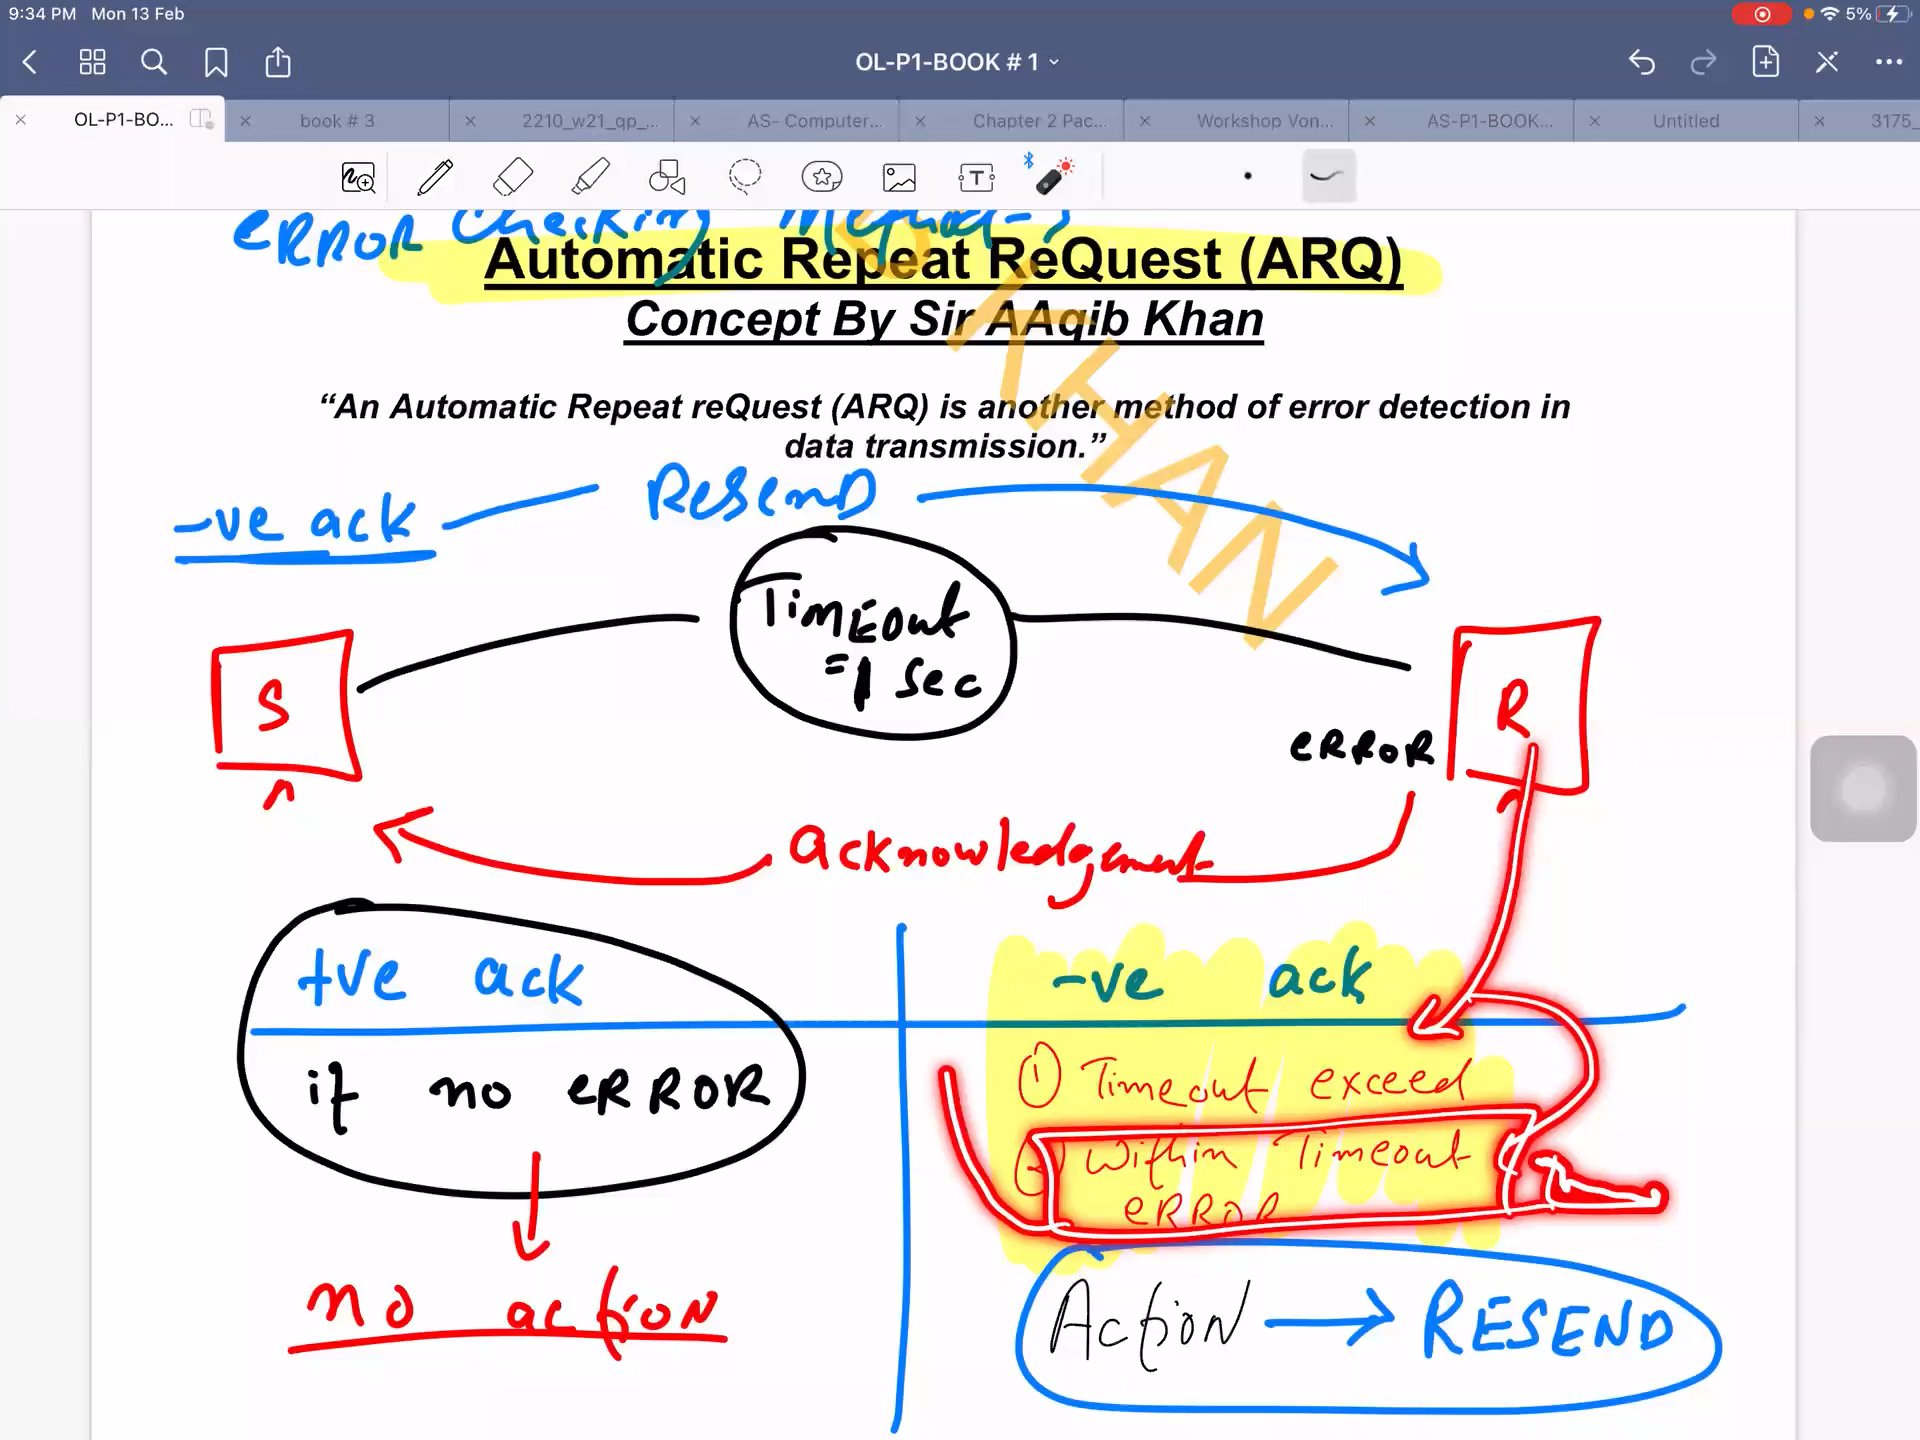 9:34 PM Mon 13 Feb
5%
OL-P1-BOOK # 1
OL-P1-BO...
book # 3
2210_w21_qp_...
AS- Computer...
Chapter 2 Pac...
Workshop Von...
AS-P1-BOOK...
Untitled
3175_
ERROR Checking Method-3
Automatic Repeat ReQuest (ARQ)
Concept By Sir AAqib Khan
KHAN
“An Automatic Repeat reQuest (ARQ) is another method of error detection in
data transmission.”
-ve ack
Resend
Timeout
=1 sec
S
R
error
Acknowledgement
+ve ack
-ve ack
if no error
① Timeout exceed
② Within Timeout
error
no action
Action → RESEND